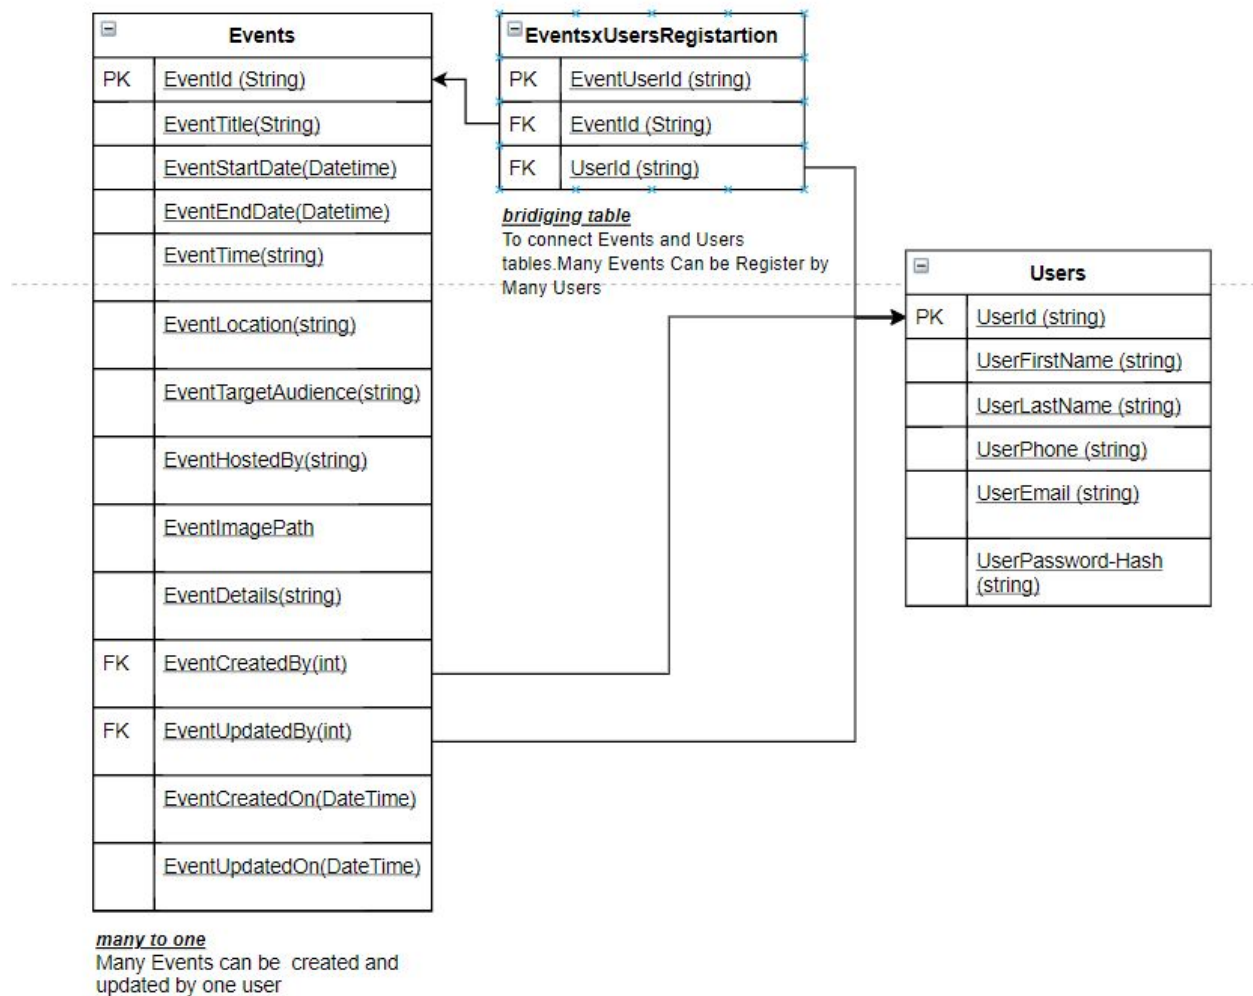 Events
PK EventId (String)
EventTitle(String)
EventStartDate(Datetime)
EventEndDate(Datetime)
EventTime(string)
EventLocation(string)
EventTargetAudience(string)
EventHostedBy(string)
EventImagePath
EventDetails(string)
FK EventCreatedBy(int)
FK EventUpdatedBy(int)
EventCreatedOn(DateTime)
EventUpdatedOn(DateTime)
many to one
Many Events can be created and
updated by one user
EventsxUsersRegistartion
PK EventUserId (string)
FK EventId (String)
FK UserId (string)
bridiging table
To connect Events and Users
tables.Many Events Can be Register by
Many Users
Users
PK UserId (string)
UserFirstName (string)
UserLastName (string)
UserPhone (string)
UserEmail (string)
UserPassword-Hash
(string)